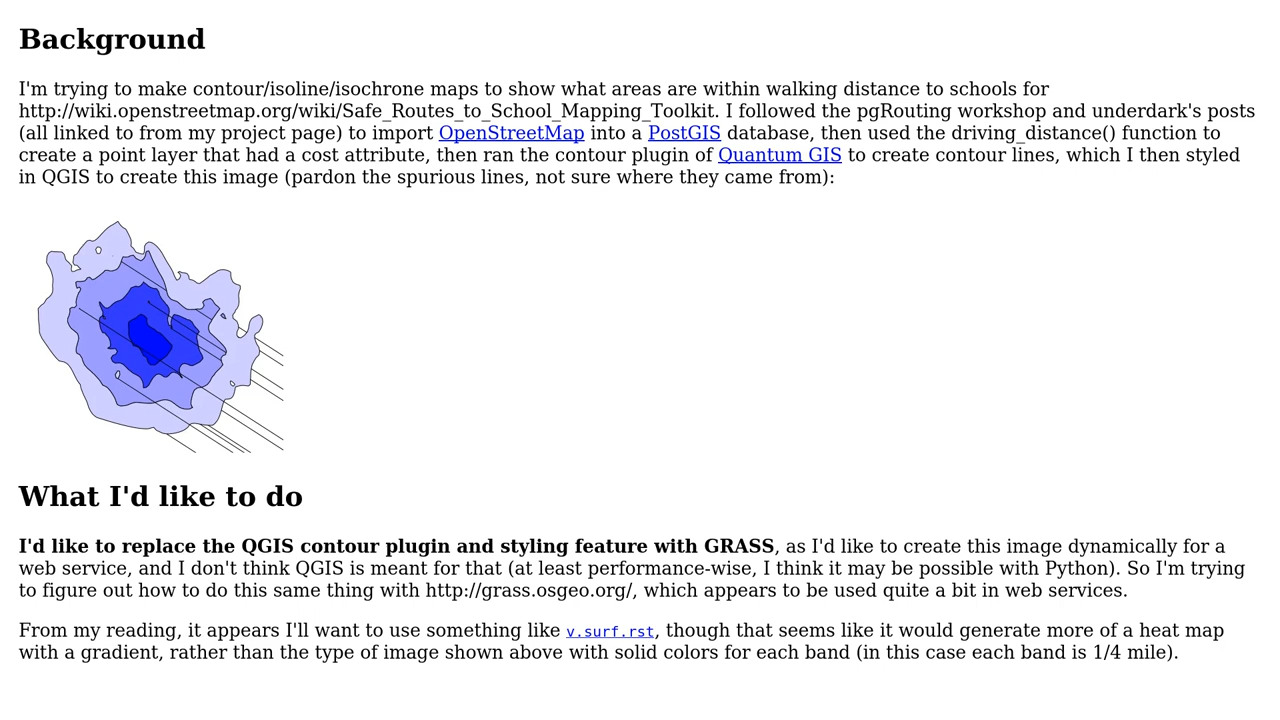 Background
I'm trying to make contour/isoline/isochrone maps to show what areas are within walking distance to schools for
http://wiki.openstreetmap.org/wiki/Safe_Routes_to_School_Mapping_Toolkit. I followed the pgRouting workshop and underdark's posts
(all linked to from my project page) to import OpenStreetMap into a PostGIS database, then used the driving_distance() function to
create a point layer that had a cost attribute, then ran the contour plugin of Quantum GIS to create contour lines, which I then styled
in QGIS to create this image (pardon the spurious lines, not sure where they came from):
What I'd like to do
I'd like to replace the QGIS contour plugin and styling feature with GRASS, as I'd like to create this image dynamically for a
web service, and I don't think QGIS is meant for that (at least performance-wise, I think it may be possible with Python). So I'm trying
to figure out how to do this same thing with http://grass.osgeo.org/, which appears to be used quite a bit in web services.
From my reading, it appears I'll want to use something like v.surf.rst, though that seems like it would generate more of a heat map
with a gradient, rather than the type of image shown above with solid colors for each band (in this case each band is 1/4 mile).